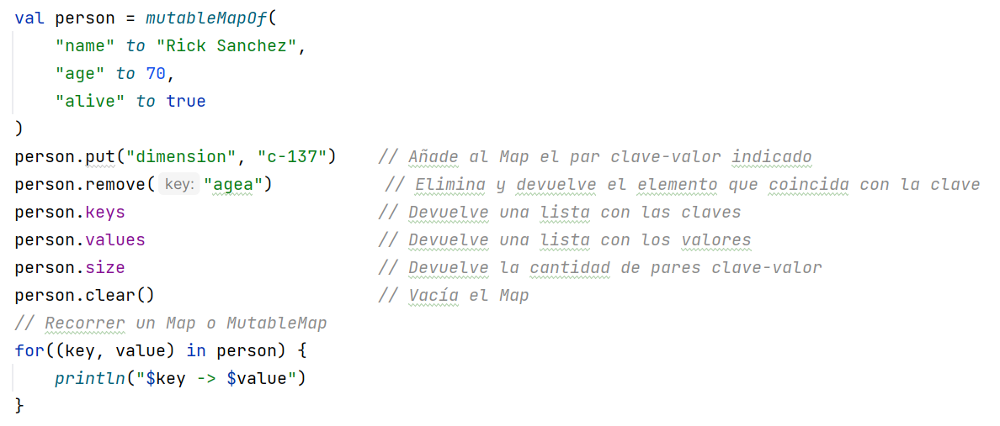 val person = mutableMapOf(
    "name" to "Rick Sanchez",
    "age" to 70,
    "alive" to true
)
person.put("dimension", "c-137")    // Añade al Map el par clave-valor indicado
person.remove( key: "agea")           // Elimina y devuelve el elemento que coincida con la clave
person.keys                         // Devuelve una lista con las claves
person.values                       // Devuelve una lista con los valores
person.size                         // Devuelve la cantidad de pares clave-valor
person.clear()                      // Vacía el Map
// Recorrer un Map o MutableMap
for((key, value) in person) {
    println("$key -> $value")
}